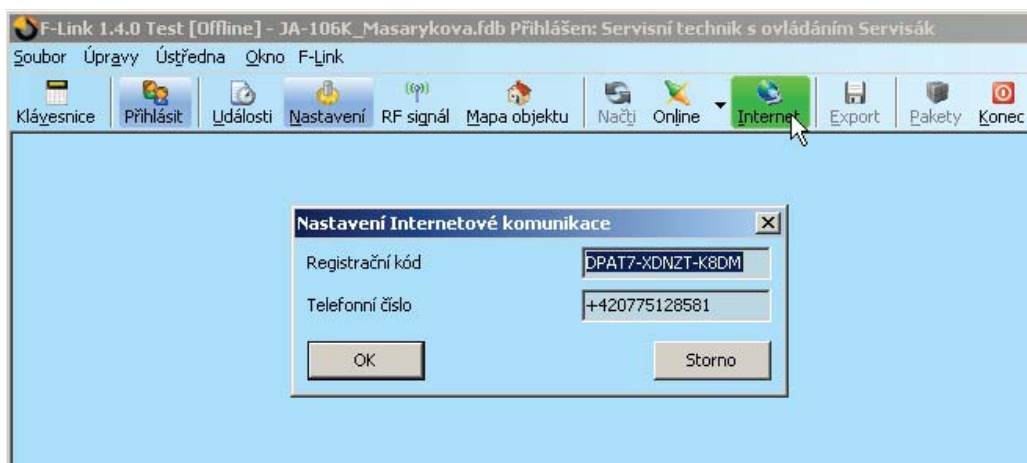 F-Link 1.4.0 Test [Offline] - JA-106K_Masarykova.fdb Přihlášen: Servisní technik s ovládáním Servisák
Soubor Úpravy Ústředna Okno F-Link
Klávesnice Přihlásit Události Nastavení RF signál Mapa objektu Načti Online Internet Export Pakety Konec
Nastavení Internetové komunikace
Registrační kód DPAT7-XDNZT-K8DM
Telefonní číslo +420775128581
OK Storno